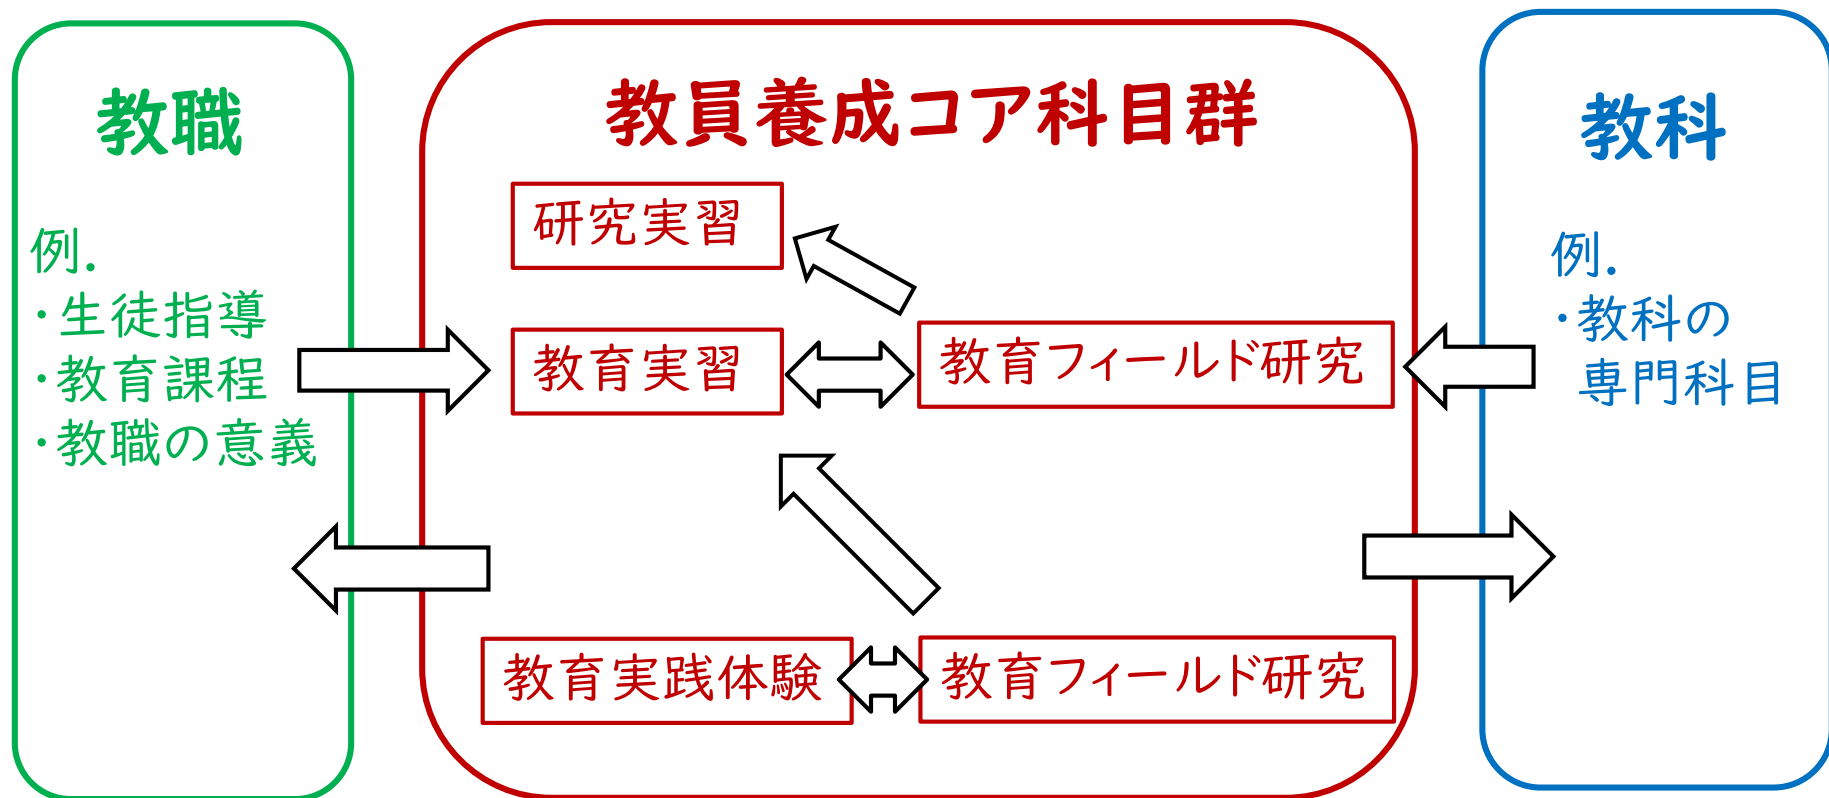 教職
例.
・生徒指導
・教育課程
・教職の意義
教員養成コア科目群
研究実習
教育実習
教育フィールド研究
教育実践体験
教育フィールド研究
教科
例.
・教科の
専門科目